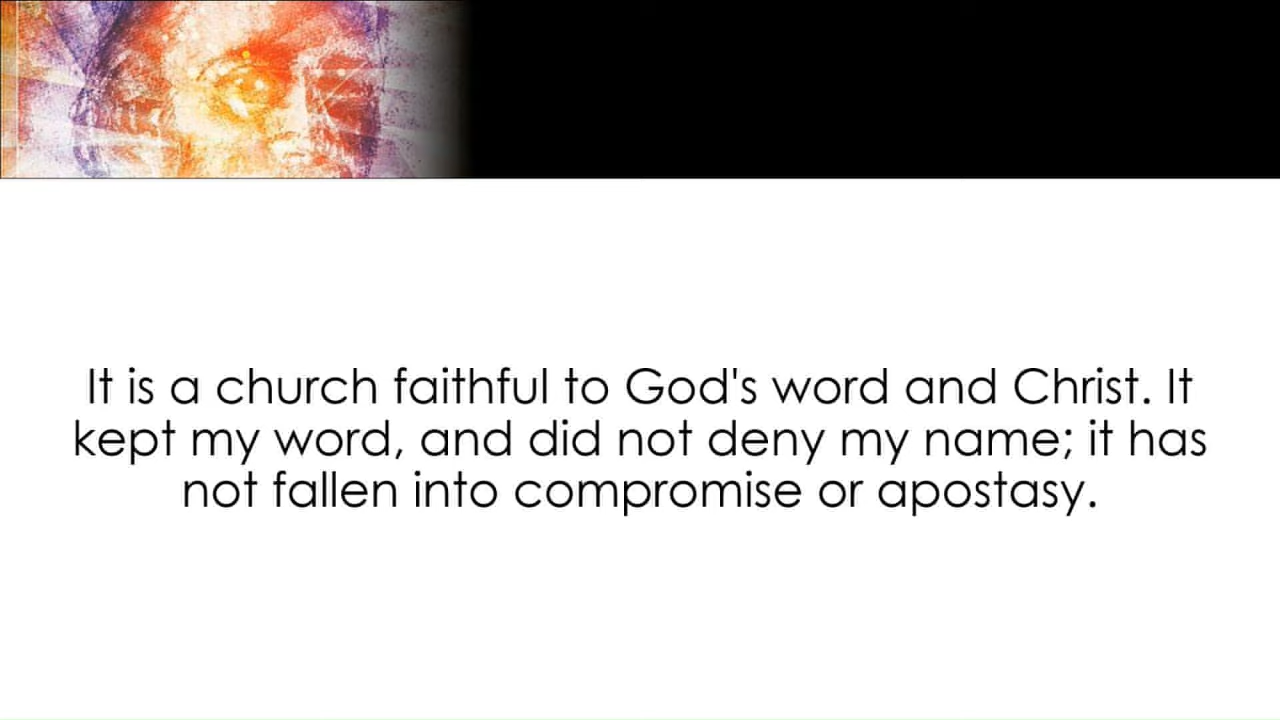 It is a church faithful to God's word and Christ. It
kept my word, and did not deny my name; it has
not fallen into compromise or apostasy.